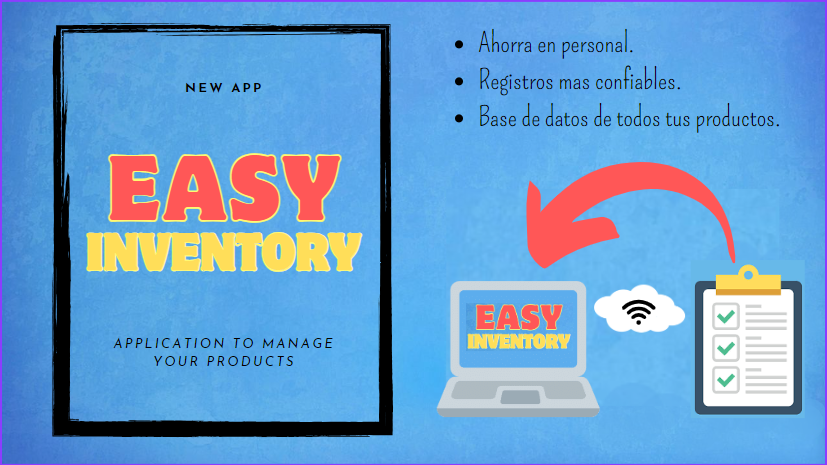 NEW APP
EASY
INVENTORY
APPLICATION TO MANAGE
YOUR PRODUCTS
Ahorra en personal.
Registros mas confiables.
Base de datos de todos tus productos.
EASY
INVENTORY